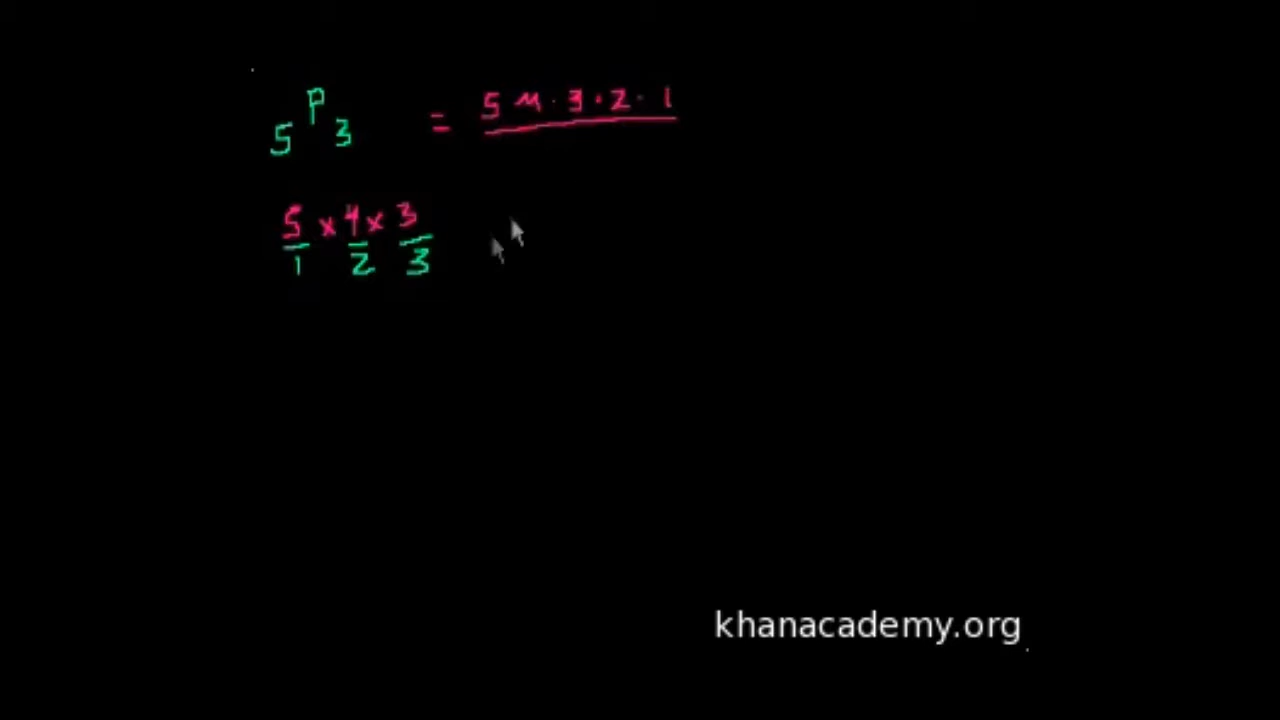 5P3 = 5 4 · 3 · 2 · 1
5 x 4 x 3
1 2 3
khanacademy.org